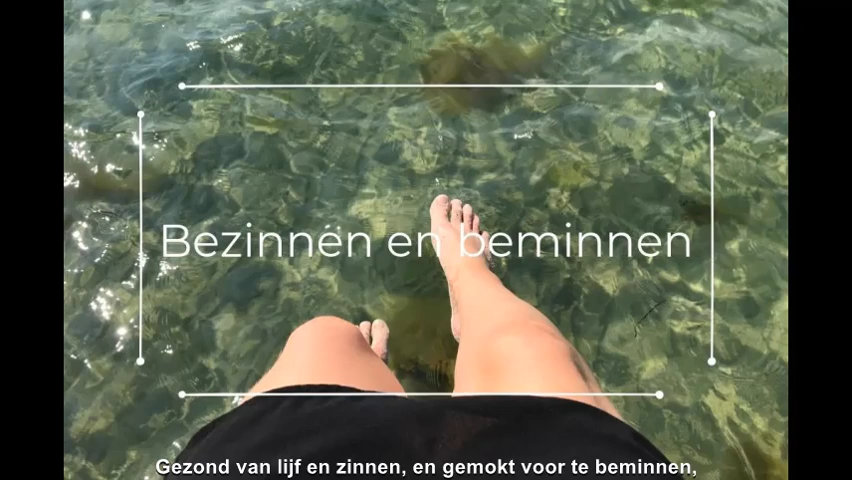 Bezinnen en beminnen
Gezond van lijf en zinnen, en gemokt voor te beminnen,